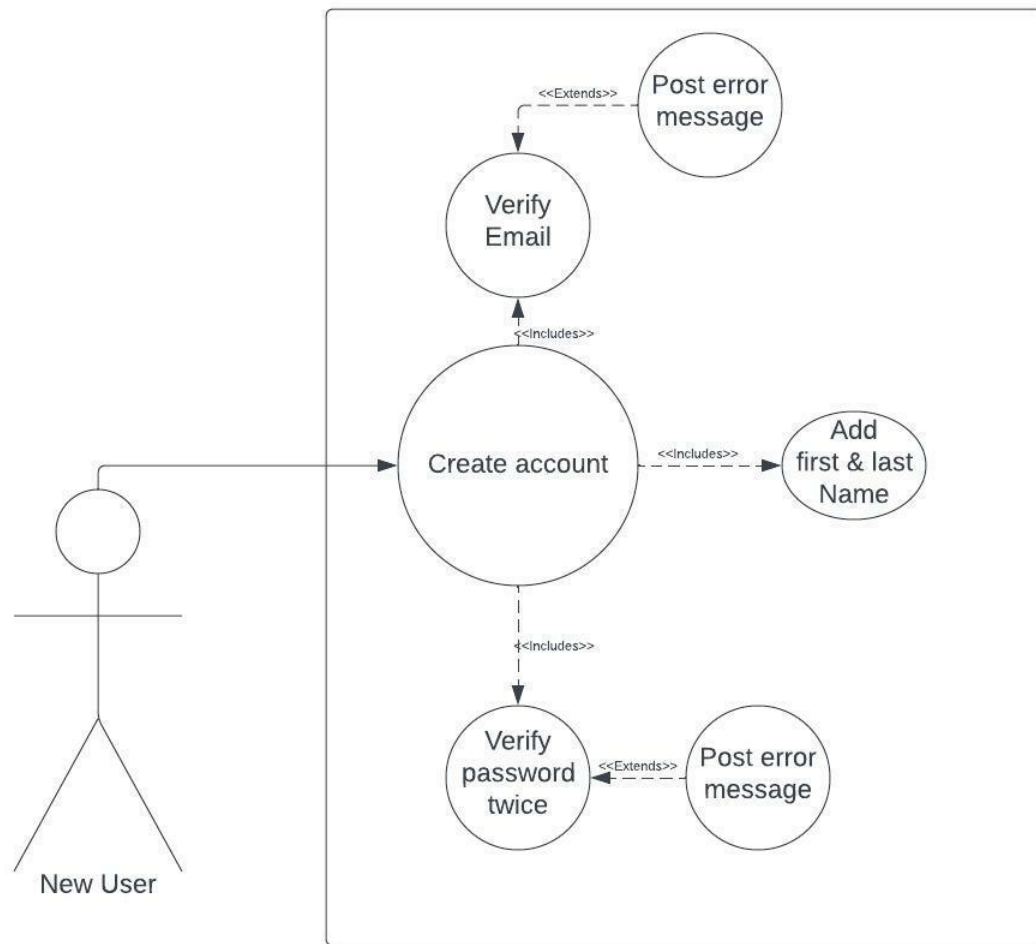 Post error
message
<<Extends>>
Verify
Email
<<Includes>>
Create account
<<Includes>>
Add
first & last
Name
<<Includes>>
Verify
password
twice
<<Extends>>
Post error
message
New User